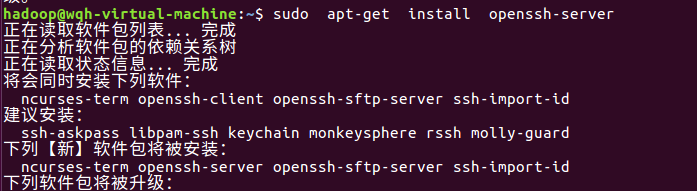 hadoop@wqh-virtual-machine:~$ sudo  apt-get  install  openssh-server
正在读取软件包列表... 完成
正在分析软件包的依赖关系树
正在读取状态信息... 完成
将会同时安装下列软件：
  ncurses-term openssh-client openssh-sftp-server ssh-import-id
建议安装：
  ssh-askpass libpam-ssh keychain monkeysphere rssh molly-guard
下列【新】软件包将被安装：
  ncurses-term openssh-server openssh-sftp-server ssh-import-id
下列软件包将被升级：